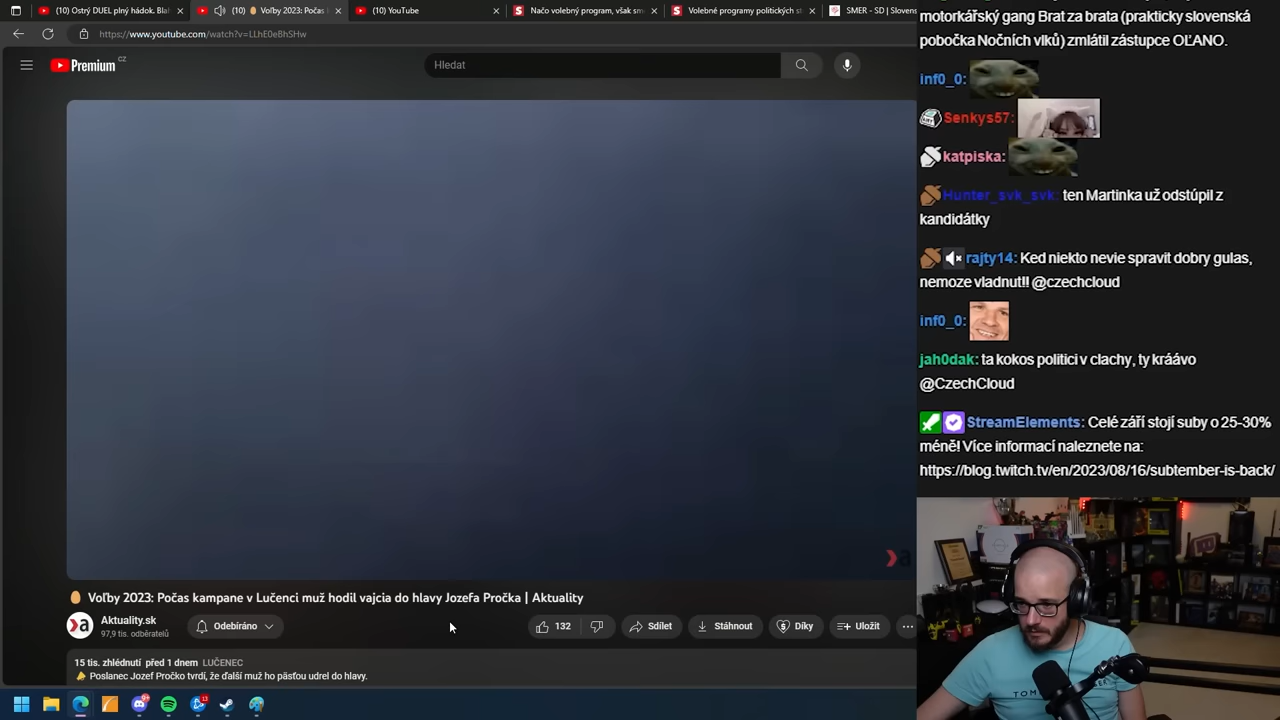 (10) Ostrý DUEL plný hádok. Bla
(10) 🥚 Voľby 2023: Počas
(10) YouTube
Načo volebný program, však sm
Volebné programy politických st
SMER - SD | Slovens
https://www.youtube.com/watch?v=LLhE0eBhSHw
Premium CZ
Hledat
🥚 Voľby 2023: Počas kampane v Lučenci muž hodil vajcia do hlavy Jozefa Pročka | Aktuality
Aktuality.sk
97,9 tis. odběratelů
Odebíráno
132
Sdílet
Stáhnout
Díky
Uložit
15 tis. zhlédnutí před 1 dnem LUČENEC
Poslanec Jozef Pročko tvrdí, že ďalší muž ho päsťou udrel do hlavy.
motorkářský gang Brat za brata (prakticky slovenská
pobočka Nočních vlků) zmlátil zástupce OĽANO.
inf0_0:
Senkys57:
katpiska:
Hunter_svk_svk: ten Martinka už odstúpil z
kandidátky
rajty14: Ked niekto nevie spravit dobry gulas,
nemoze vladnut!! @czechcloud
inf0_0:
jah0dak: ta kokos politici v clachy, ty kráávo
@CzechCloud
StreamElements: Celé září stojí suby o 25-30%
méně! Více informací naleznete na:
https://blog.twitch.tv/en/2023/08/16/subtember-is-back/